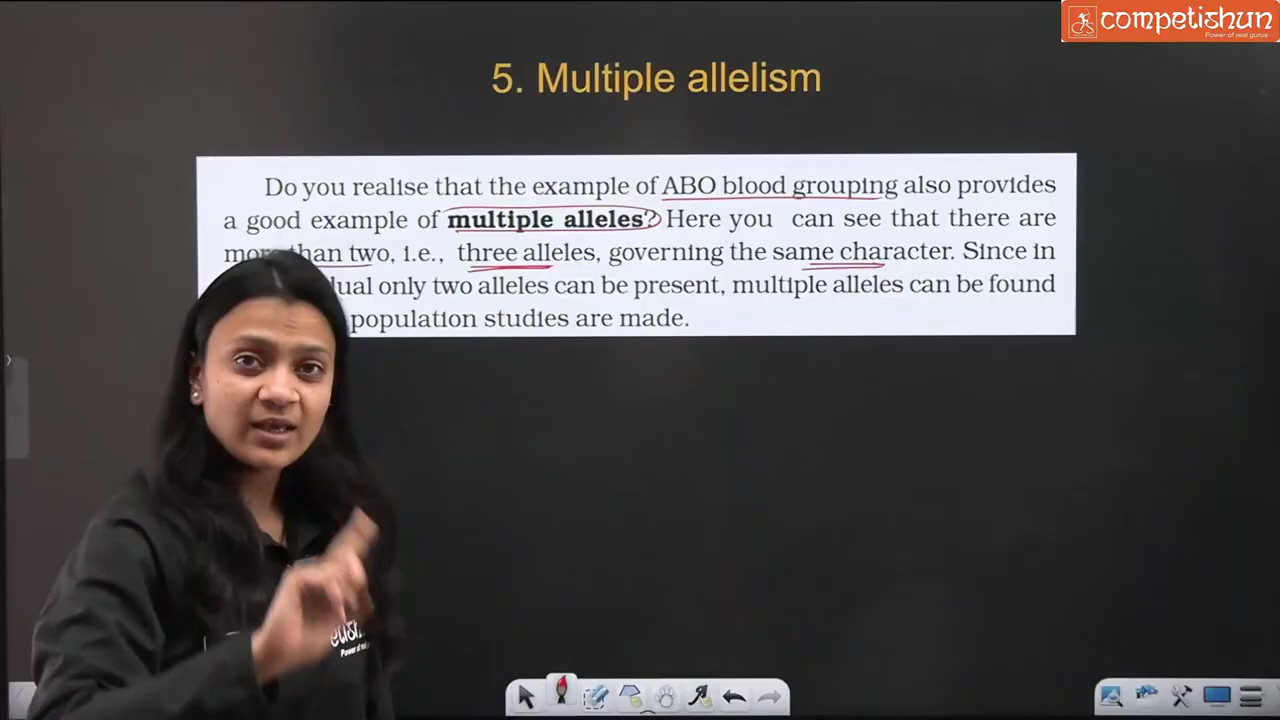 competishun
Power of real gurus
5. Multiple allelism
Do you realise that the example of ABO blood grouping also provides
a good example of multiple alleles? Here you can see that there are
more than two, i.e., three alleles, governing the same character. Since in
dual only two alleles can be present, multiple alleles can be found
population studies are made.